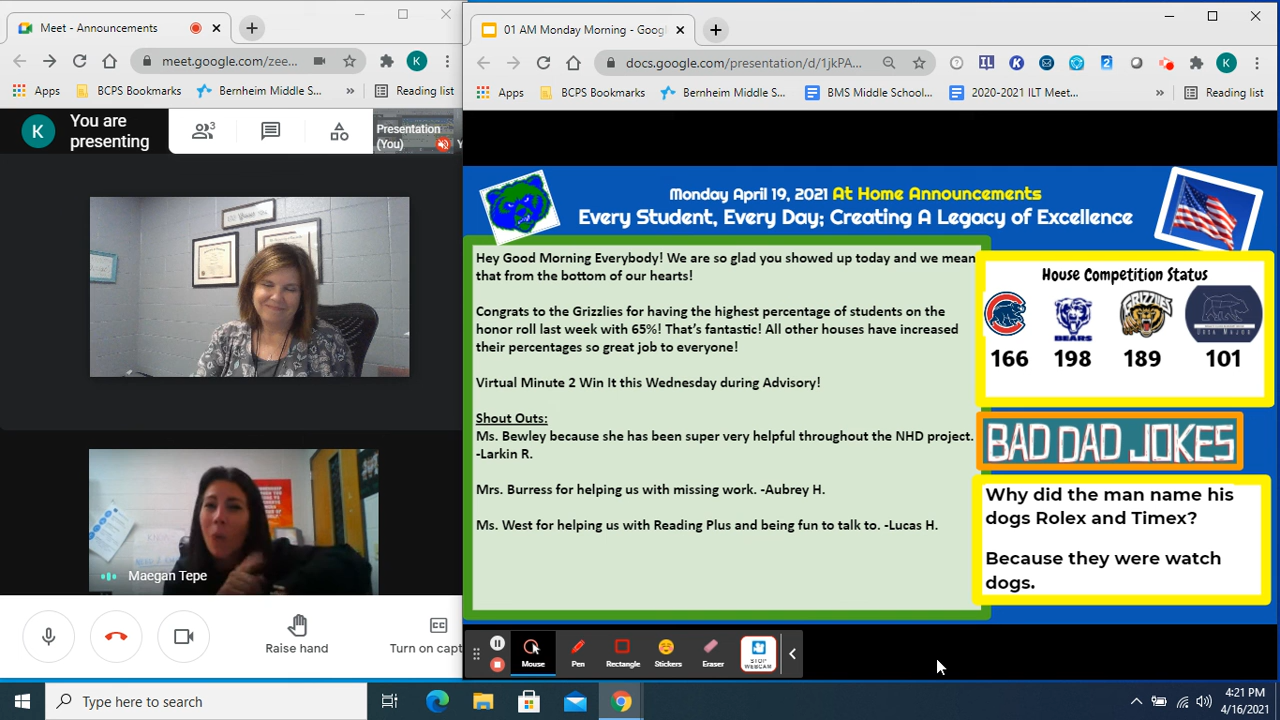 Meet - Announcements
meet.google.com/zee...
Apps
BCPS Bookmarks
Bernheim Middle S...
»
Reading list
K
You are presenting
3
Presentation (You)
Maegan Tepe
Raise hand
Turn on capt
01 AM Monday Morning - Googl
docs.google.com/presentation/d/1jkPA...
K
Apps
BCPS Bookmarks
Bernheim Middle S...
BMS Middle School...
2020-2021 ILT Meet...
»
Reading list
Monday April 19, 2021 At Home Announcements
Every Student, Every Day; Creating A Legacy of Excellence
Hey Good Morning Everybody! We are so glad you showed up today and we mean
that from the bottom of our hearts!
Congrats to the Grizzlies for having the highest percentage of students on the
honor roll last week with 65%! That's fantastic! All other houses have increased
their percentages so great job to everyone!
Virtual Minute 2 Win It this Wednesday during Advisory!
Shout Outs:
Ms. Bewley because she has been super very helpful throughout the NHD project.
-Larkin R.
Mrs. Burress for helping us with missing work. -Aubrey H.
Ms. West for helping us with Reading Plus and being fun to talk to. -Lucas H.
House Competition Status
BEARS
GRIZZLIES
URSA MAJOR
166 198 189 101
BAD DAD JOKES
Why did the man name his
dogs Rolex and Timex?
Because they were watch
dogs.
Mouse
Pen
Rectangle
Stickers
Eraser
STOP WEBCAM
Type here to search
4:21 PM
4/16/2021